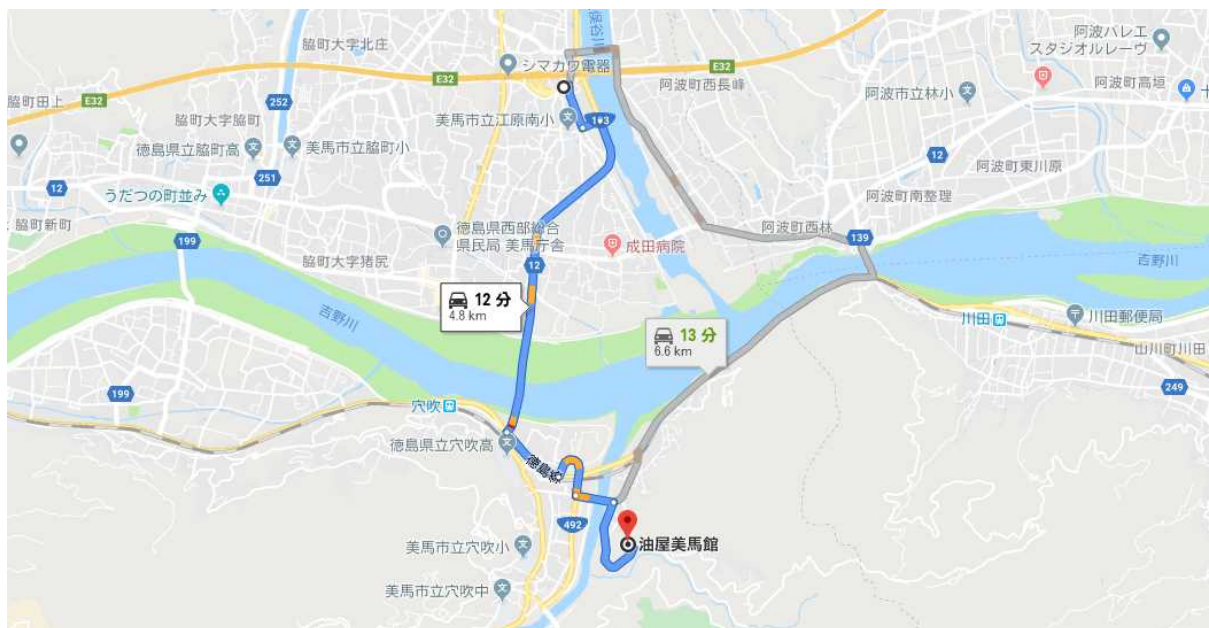 脇町大字北庄
シマカワ電器
E32
E32
阿波バレエ
スタジオルレーヴ
阿波町高垣
阿波町西長峰
阿波市立林小
脇町田上
E32
252
脇町大字脇町
美馬市立江原南小
193
徳島県立脇町高
美馬市立脇町小
251
12
阿波町東川原
12
うだつの町並み
阿波町南整理
脇町新町
199
徳島県西部総合
県民局 美馬庁舎
成田病院
阿波町西林
139
脇町大字猪尻
12
吉野川
12 分
4.8 km
吉野川
13 分
6.6 km
川田
川田郵便局
山川町川田
199
249
穴吹
徳島県立穴吹高
492
油屋美馬館
美馬市立穴吹小
美馬市立穴吹中